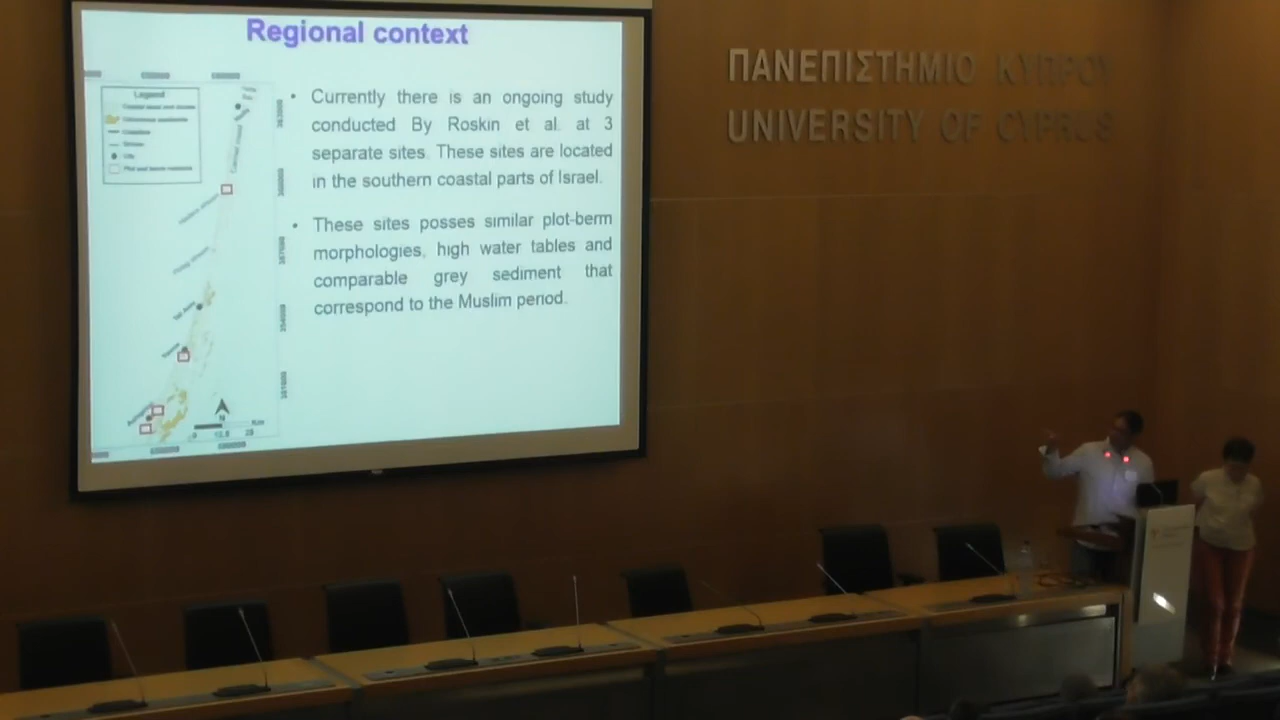 Regional context
Legend
• Currently there is an ongoing study
conducted By Roskin et al. at 3
separate sites. These sites are located
in the southern coastal parts of Israel.
• These sites posses similar plot-berm
morphologies, high water tables and
comparable grey sediment that
correspond to the Muslim period.
N
ΠΑΝΕΠΙΣΤΗΜΙΟ ΚΥΠΡΟΥ
UNIVERSITY OF CYPRUS